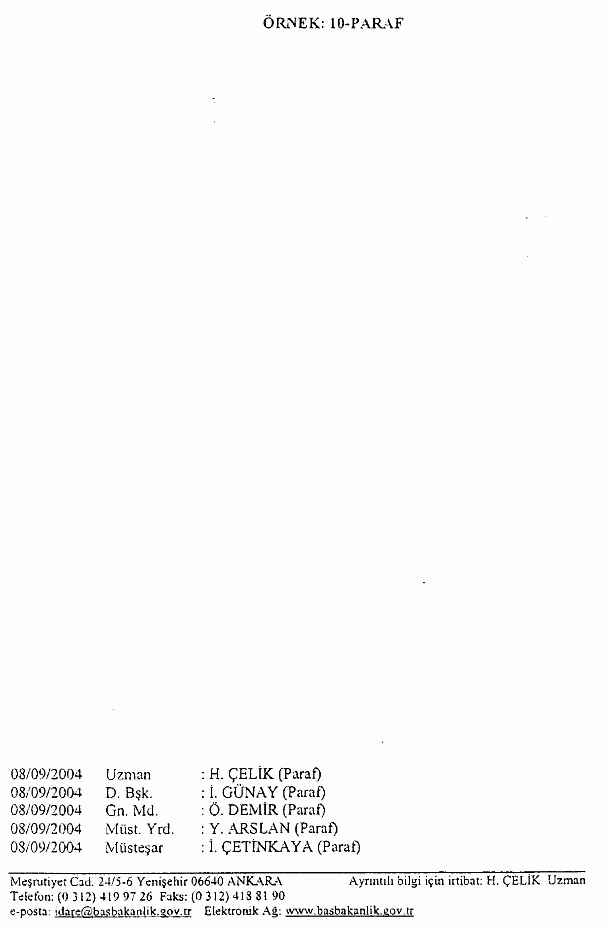 ÖRNEK: 10-PARAF
08/09/2004 Uzman : H. ÇELİK (Paraf)
08/09/2004 D. Bşk. : İ. GÜNAY (Paraf)
08/09/2004 Gn. Md. : Ö. DEMİR (Paraf)
08/09/2004 Müst. Yrd. : Y. ARSLAN (Paraf)
08/09/2004 Müsteşar : İ. ÇETİNKAYA (Paraf)
Meşrutiyet Cad. 24/5-6 Yenişehir 06640 ANKARA Ayrıntılı bilgi için irtibat: H. ÇELİK Uzman
Telefon: (0 312) 419 97 26 Faks: (0 312) 418 81 90
e-posta: idare@basbakanlik.gov.tr Elektronik Ağ: www.basbakanlik.gov.tr